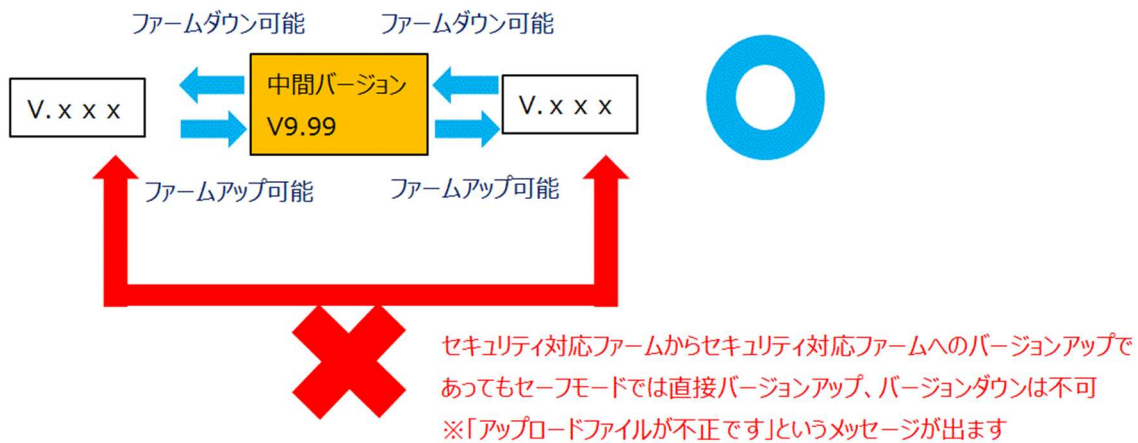 ファームダウン可能 ファームダウン可能
V.ｘｘｘ
中間バージョン
V9.99
V.ｘｘｘ
ファームアップ可能 ファームアップ可能
セキュリティ対応ファームからセキュリティ対応ファームへのバージョンアップで
あってもセーフモードでは直接バージョンアップ、バージョンダウンは不可
※「アップロードファイルが不正です」というメッセージが出ます